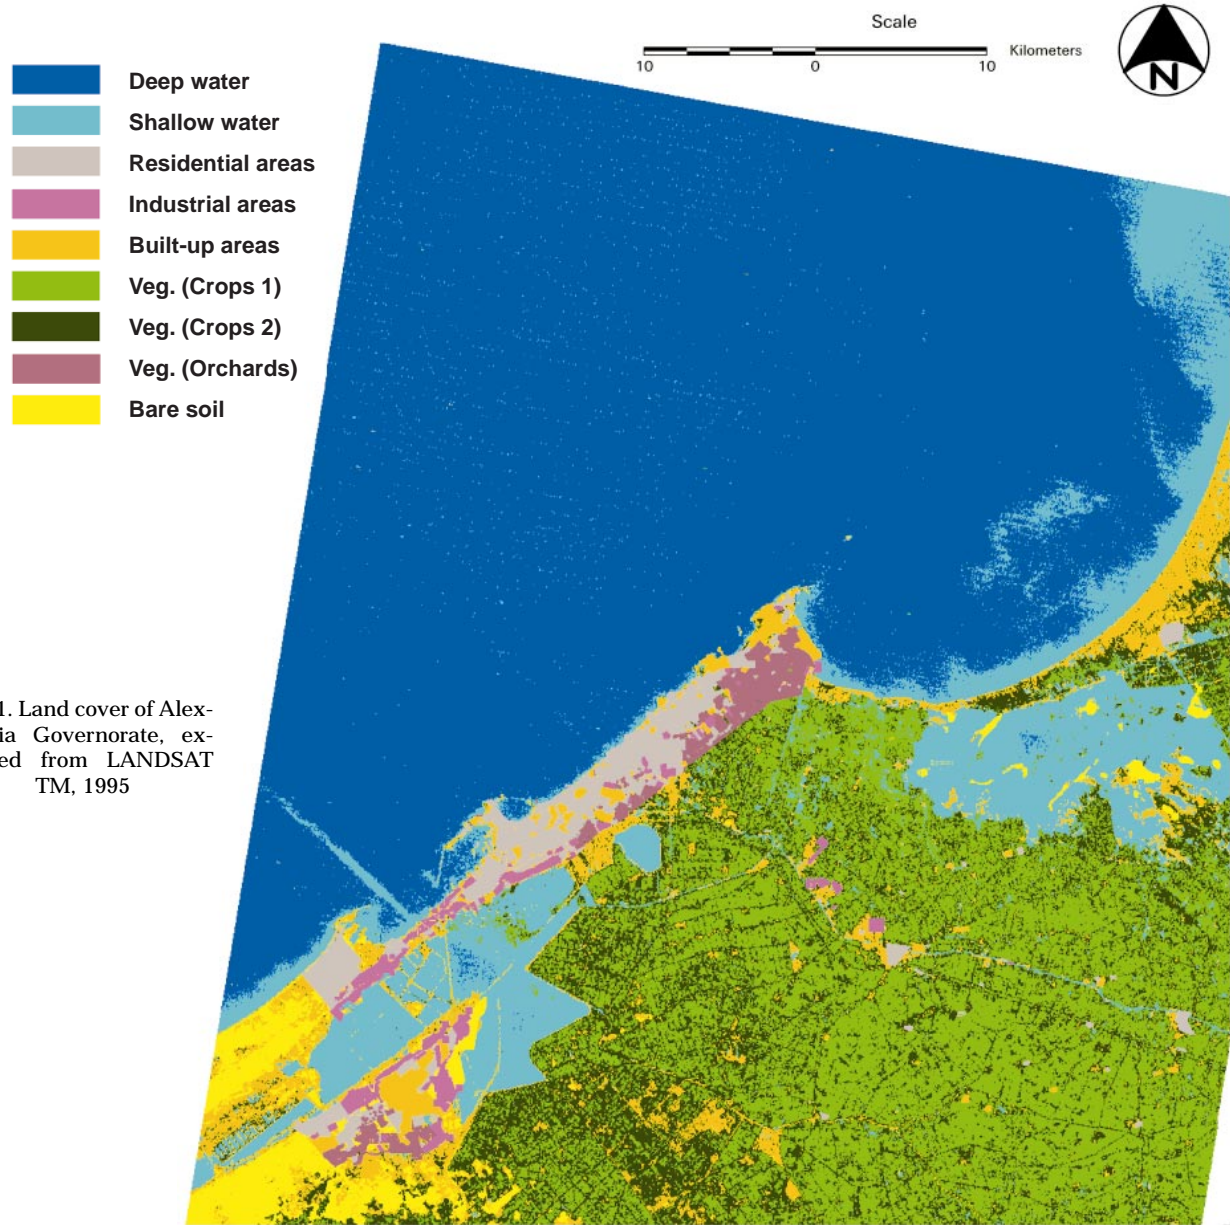 Scale
Kilometers
10 0 10
N
Deep water
Shallow water
Residential areas
Industrial areas
Built-up areas
Veg. (Crops 1)
Veg. (Crops 2)
Veg. (Orchards)
Bare soil
1. Land cover of Alex-
ia Governorate, ex-
ed from LANDSAT
TM, 1995